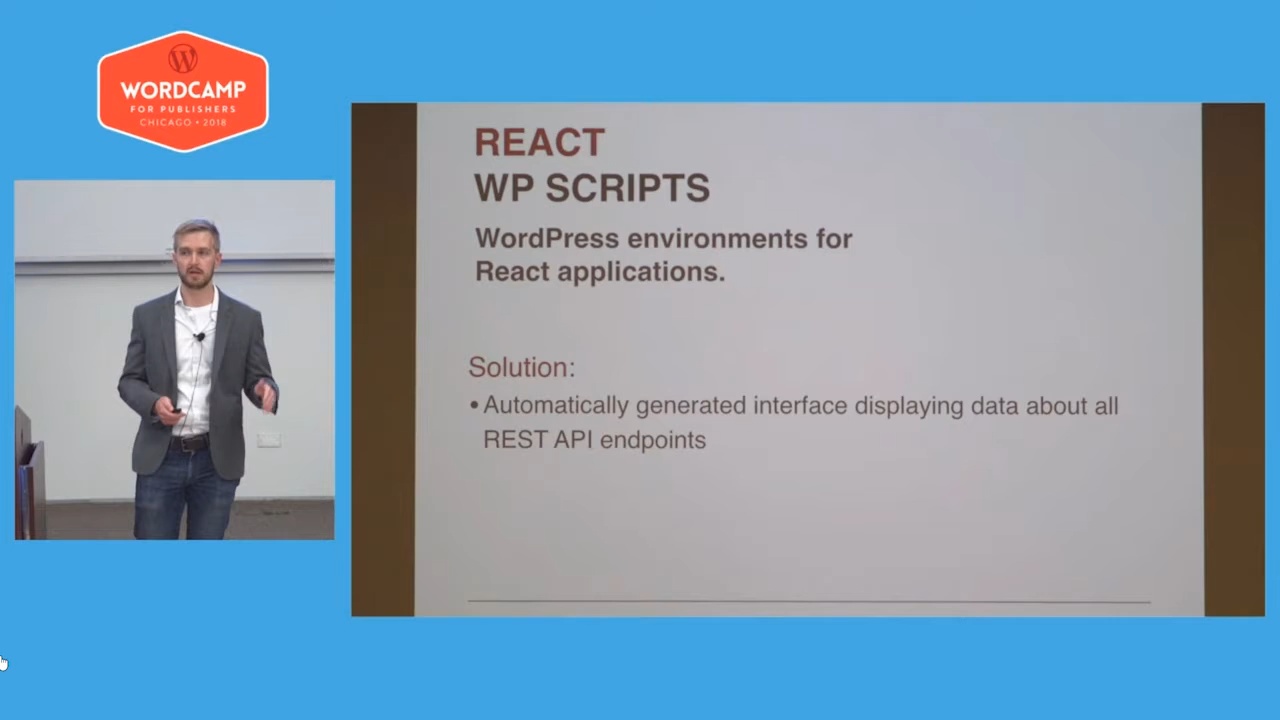 WORDCAMP
FOR PUBLISHERS
CHICAGO • 2018
REACT
WP SCRIPTS
WordPress environments for
React applications.
Solution:
• Automatically generated interface displaying data about all
REST API endpoints